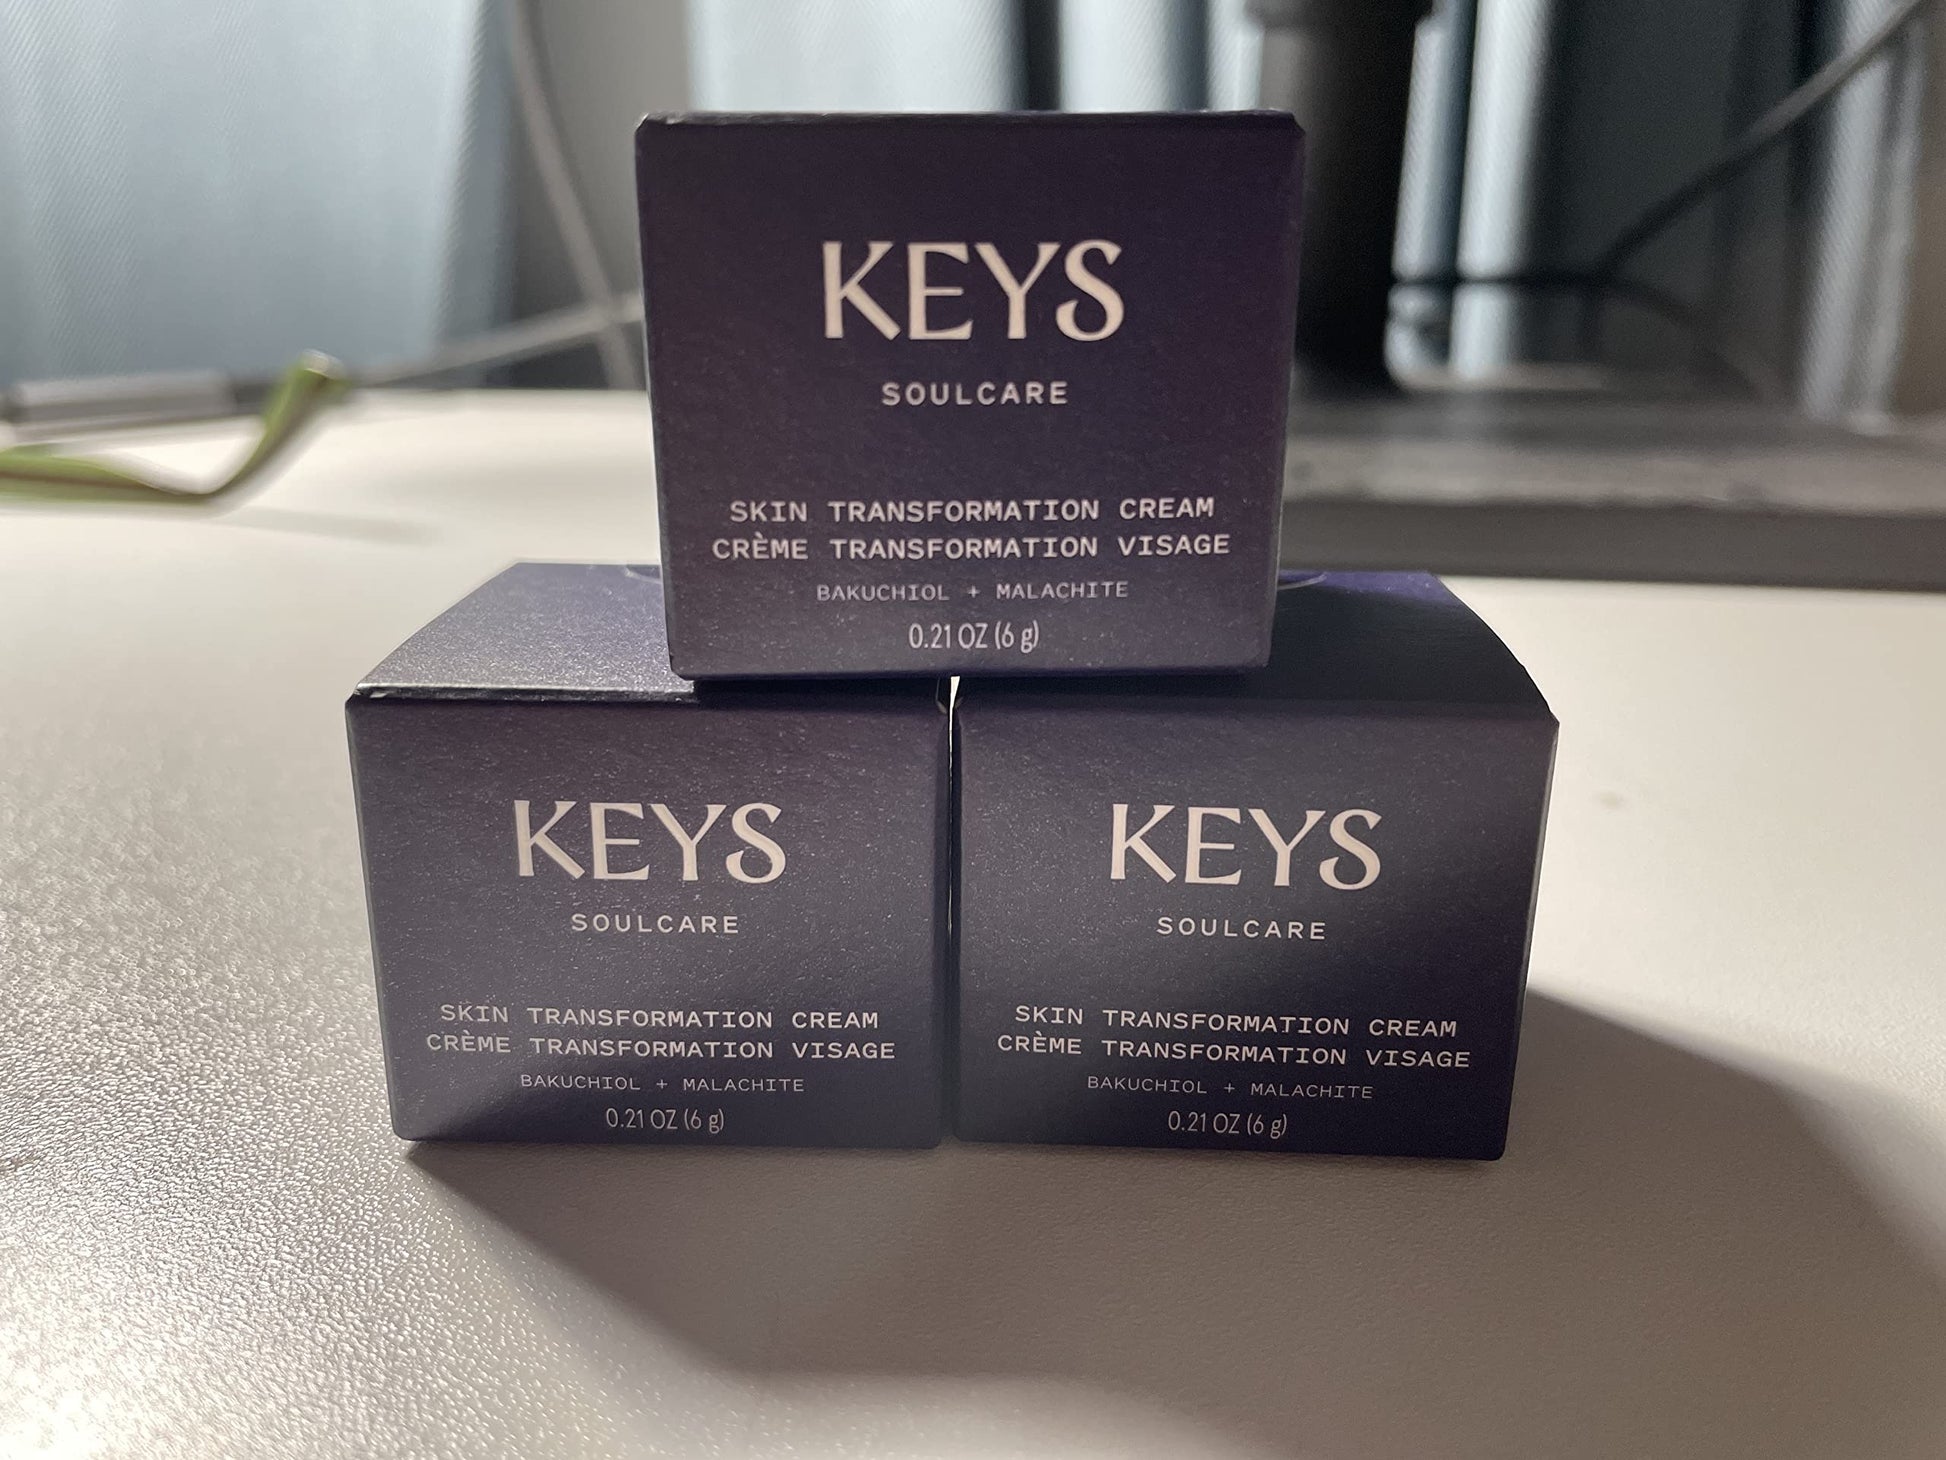 KEYS
SOULCARE
SKIN TRANSFORMATION CREAM
CRÈME TRANSFORMATION VISAGE
BAKUCHIOL + MALACHITE
0.21 OZ (6 g)
KEYS
SOULCARE
SKIN TRANSFORMATION CREAM
CRÈME TRANSFORMATION VISAGE
BAKUCHIOL + MALACHITE
0.21 OZ (6 g)
KEYS
SOULCARE
SKIN TRANSFORMATION CREAM
CRÈME TRANSFORMATION VISAGE
BAKUCHIOL + MALACHITE
0.21 OZ (6 g)